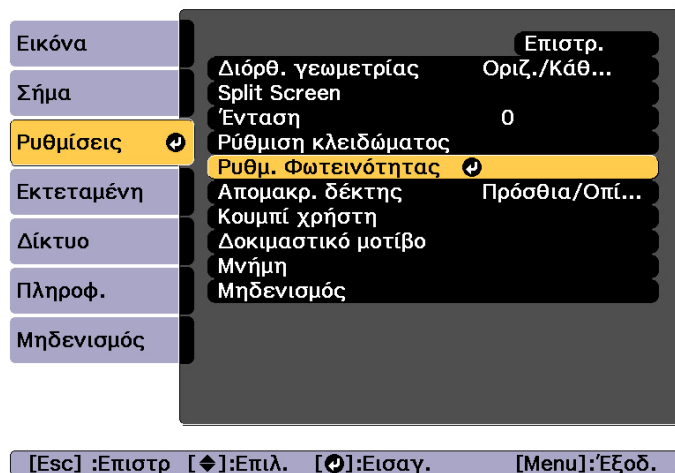 Εικόνα
Σήμα
Ρυθμίσεις
Εκτεταμένη
Δίκτυο
Πληροφ.
Μηδενισμός
Επιστρ.
Διόρθ. γεωμετρίας Οριζ./Κάθ...
Split Screen
Ένταση 0
Ρύθμιση κλειδώματος
Ρυθμ. Φωτεινότητας
Απομακρ. δέκτης Πρόσθια/Οπί...
Κουμπί χρήστη
Δοκιμαστικό μοτίβο
Μνήμη
Μηδενισμός
[Esc] :Επιστρ [◆]:Επιλ. [↵]:Εισαγ. [Menu]:Έξοδ.